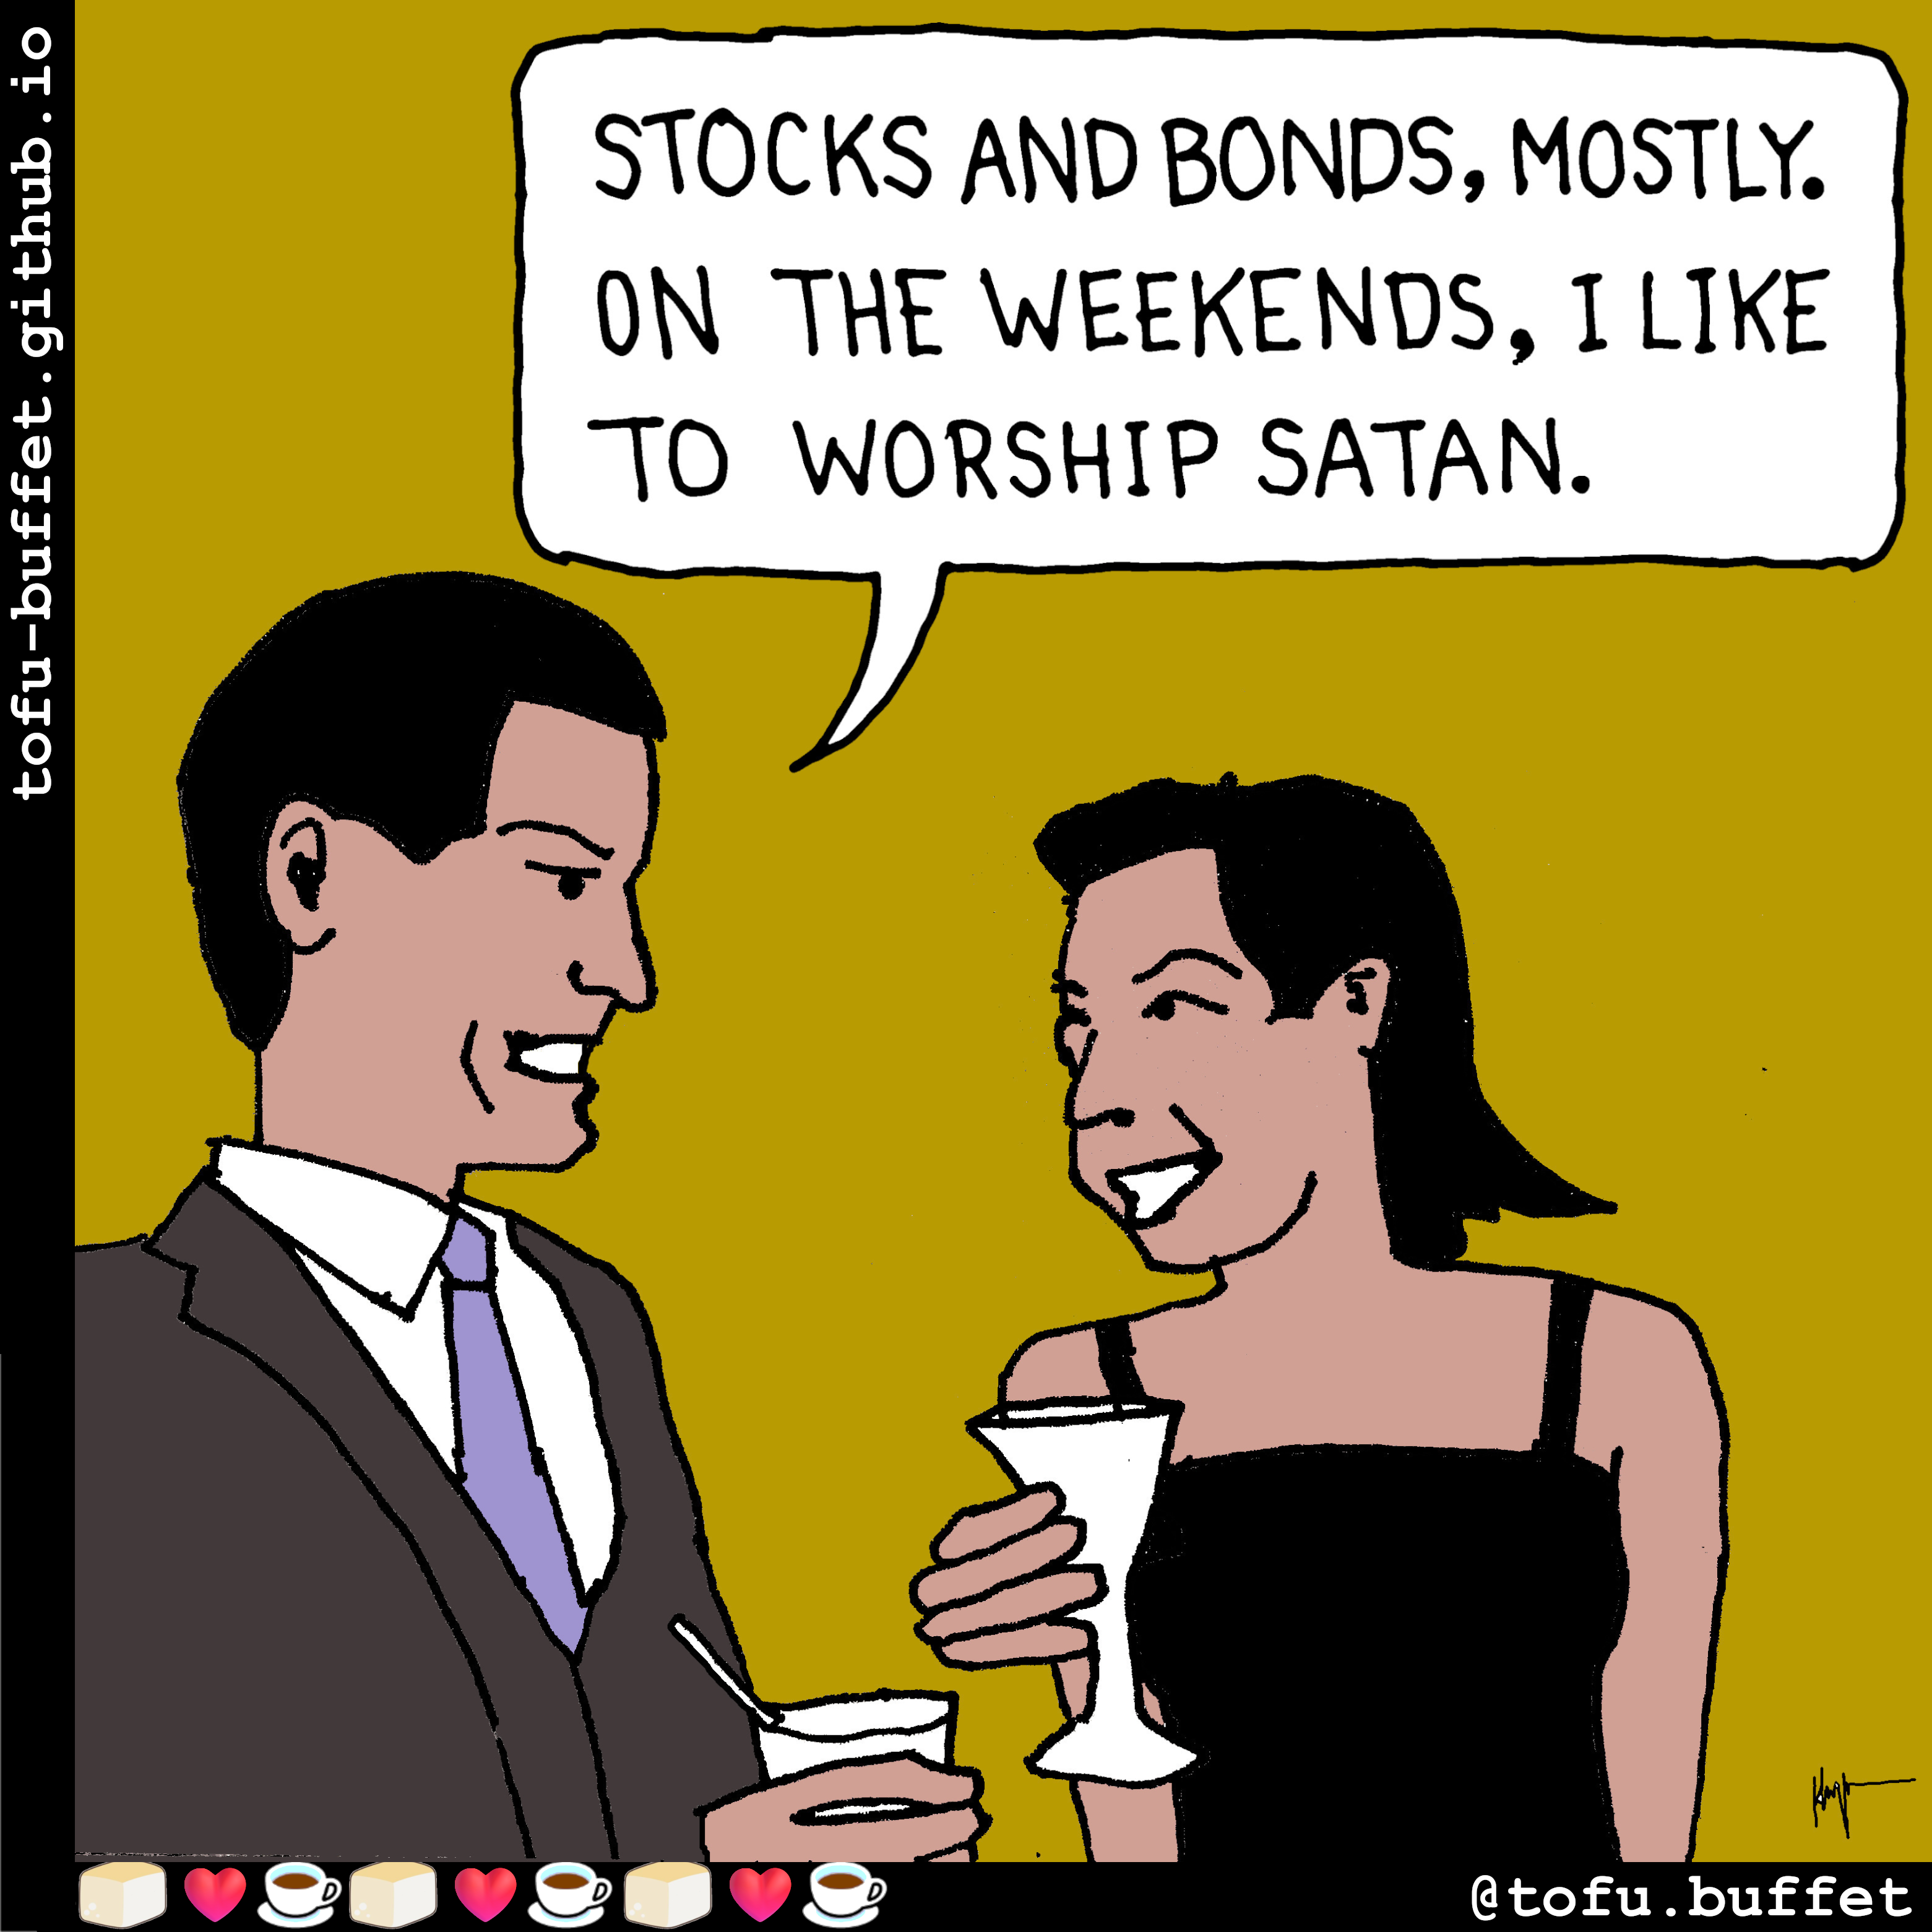 STOCKS AND BONDS, MOSTLY.
ON THE WEEKENDS, I LIKE
TO WORSHIP SATAN.
tofu-buffet.github.io
@tofu.buffet